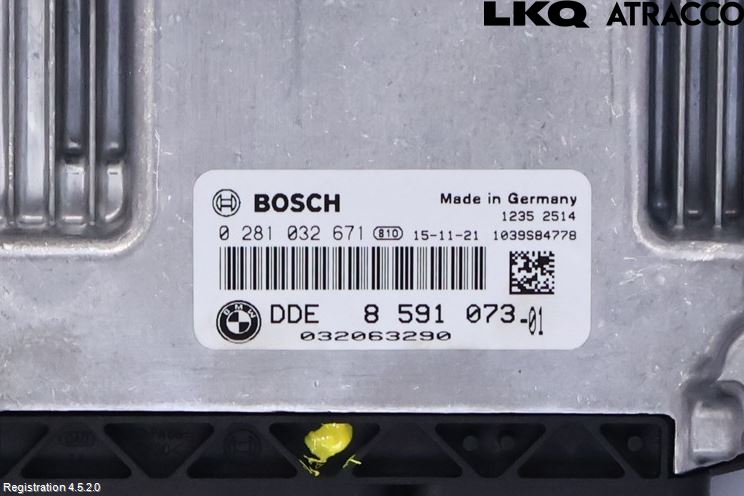 LKQ ATRACCO
BOSCH
Made in Germany
1235 2514
0 281 032 671 810 15-11-21 1039S84778
BMW
DDE 8 591 073-01
032063290
Registration 4.5.2.0